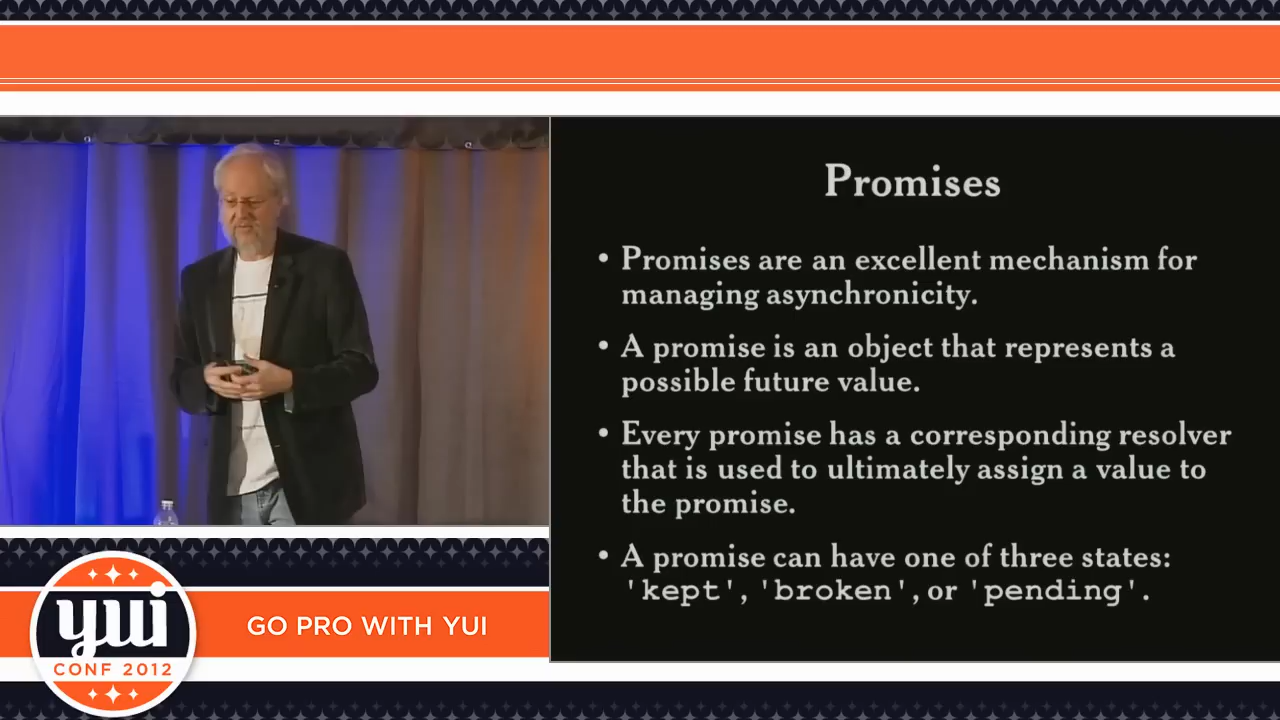 Promises
• Promises are an excellent mechanism for
managing asynchronicity.
• A promise is an object that represents a
possible future value.
• Every promise has a corresponding resolver
that is used to ultimately assign a value to
the promise.
• A promise can have one of three states:
'kept', 'broken', or 'pending'.
yui
CONF 2012
GO PRO WITH YUI